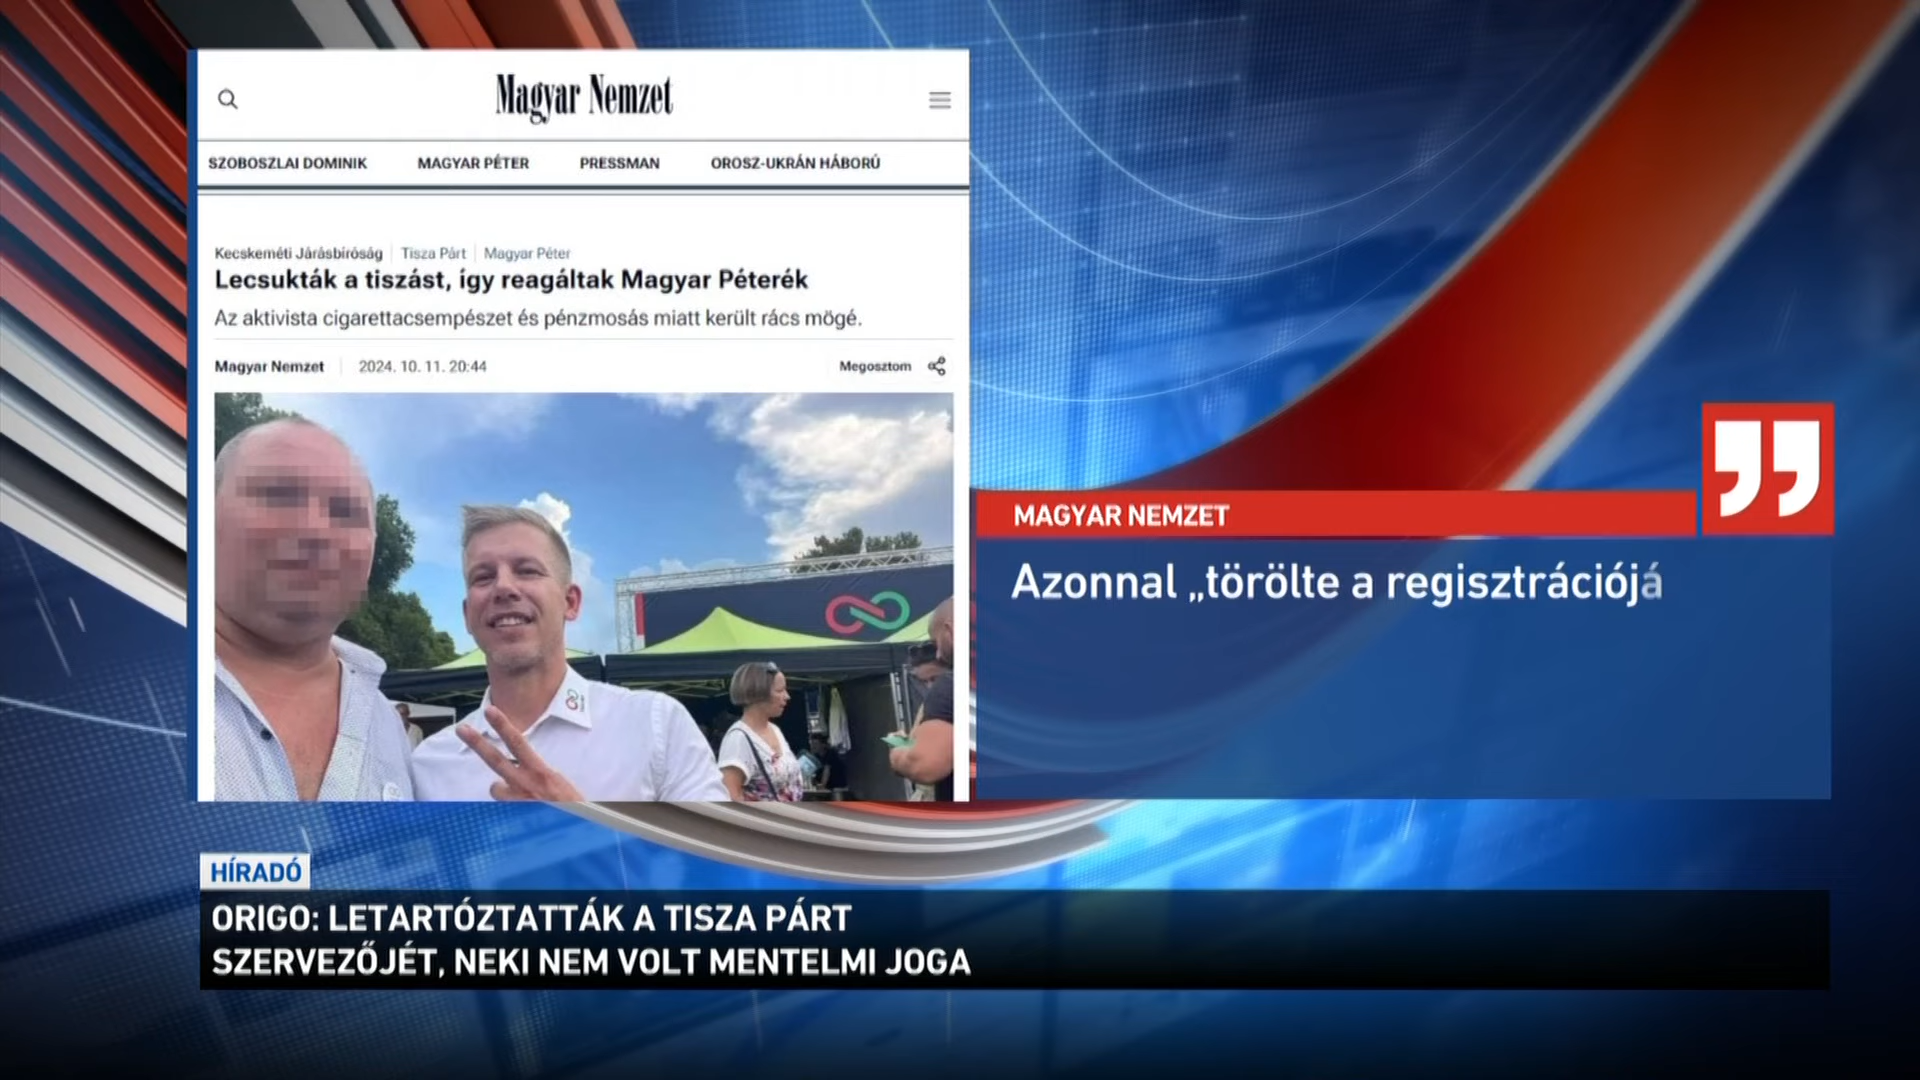 Magyar Nemzet
SZOBOSZLAI DOMINIK MAGYAR PÉTER PRESSMAN OROSZ-UKRÁN HÁBORÚ
Kecskeméti Járásbíróság Tisza Párt Magyar Péter
Lecsukták a tiszást, így reagáltak Magyar Péterék
Az aktivista cigarettacsempészet és pénzmosás miatt került rács mögé.
Magyar Nemzet 2024. 10. 11. 20:44 Megosztom
MAGYAR NEMZET
Azonnal „törölte a regisztrációjá
HÍRADÓ
ORIGO: LETARTÓZTATTÁK A TISZA PÁRT
SZERVEZŐJÉT, NEKI NEM VOLT MENTELMI JOGA